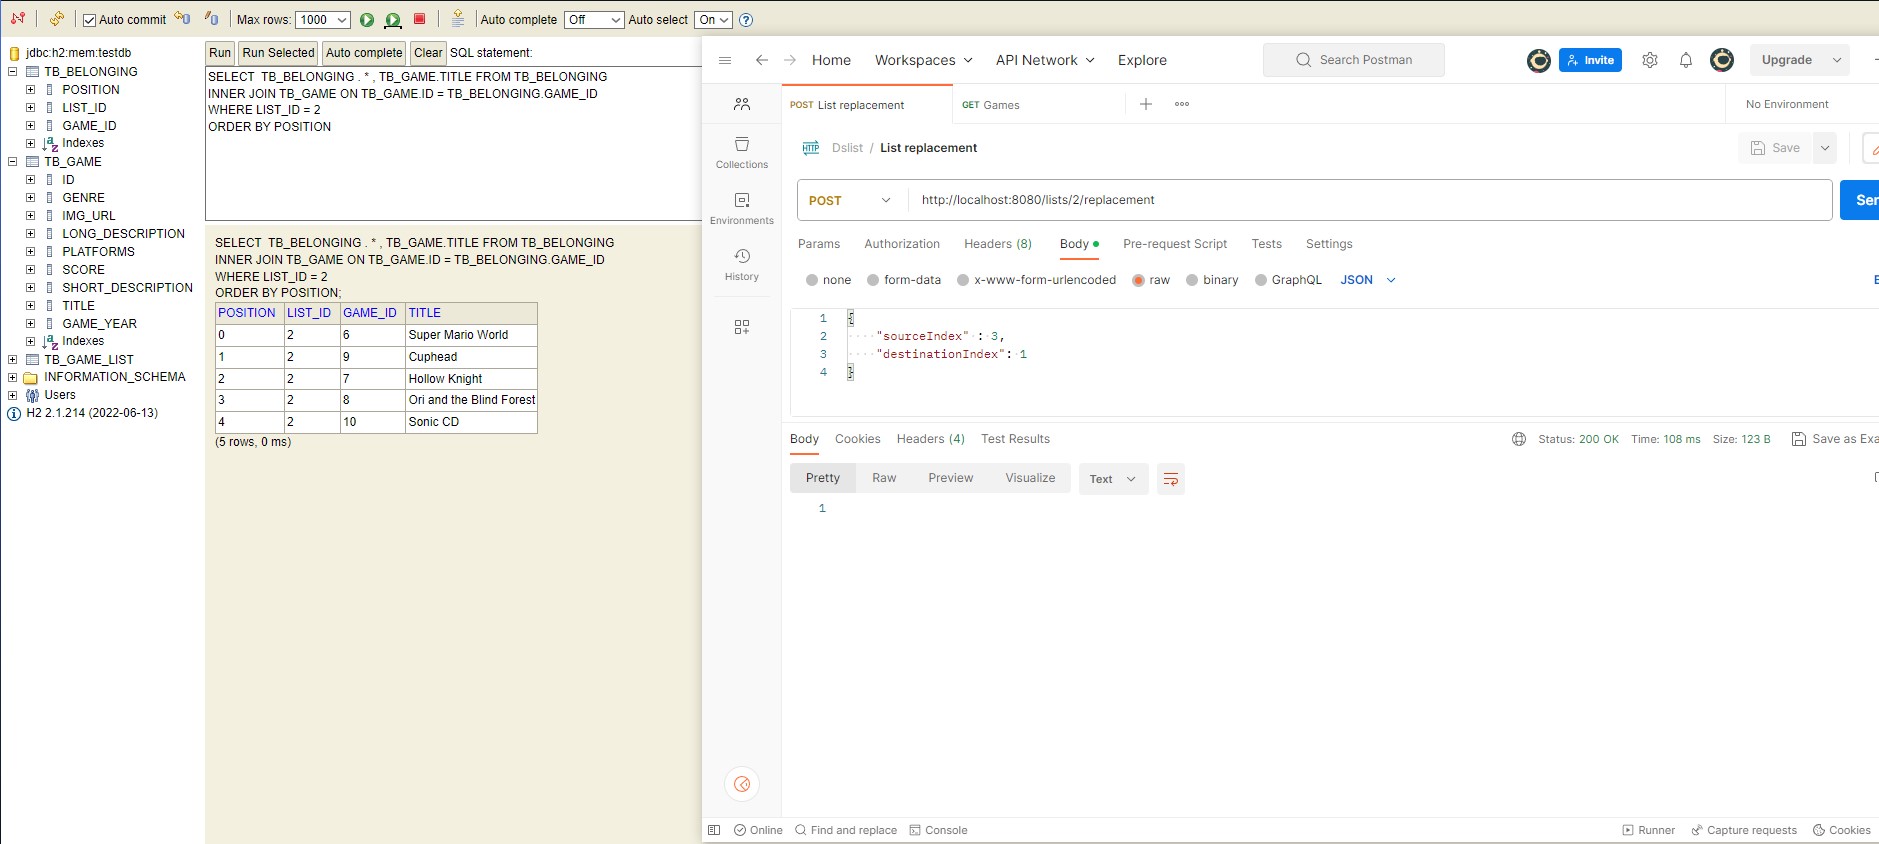 Auto commit Max rows: 1000 Auto complete Off Auto select On ?
jdbc:h2:mem:testdb
TB_BELONGING
POSITION
LIST_ID
GAME_ID
Indexes
TB_GAME
ID
GENRE
IMG_URL
LONG_DESCRIPTION
PLATFORMS
SCORE
SHORT_DESCRIPTION
TITLE
GAME_YEAR
Indexes
TB_GAME_LIST
INFORMATION_SCHEMA
Users
H2 2.1.214 (2022-06-13)
Run Run Selected Auto complete Clear SQL statement:
SELECT TB_BELONGING . * , TB_GAME.TITLE FROM TB_BELONGING
INNER JOIN TB_GAME ON TB_GAME.ID = TB_BELONGING.GAME_ID
WHERE LIST_ID = 2
ORDER BY POSITION
SELECT TB_BELONGING . * , TB_GAME.TITLE FROM TB_BELONGING
INNER JOIN TB_GAME ON TB_GAME.ID = TB_BELONGING.GAME_ID
WHERE LIST_ID = 2
ORDER BY POSITION;
POSITION LIST_ID GAME_ID TITLE
0 2 6 Super Mario World
1 2 9 Cuphead
2 2 7 Hollow Knight
3 2 8 Ori and the Blind Forest
4 2 10 Sonic CD
(5 rows, 0 ms)
Home Workspaces API Network Explore Search Postman Invite Upgrade
POST List replacement GET Games No Environment
Collections
Environments
History
HTTP Dslist / List replacement Save
POST http://localhost:8080/lists/2/replacement
Params Authorization Headers (8) Body Pre-request Script Tests Settings
none form-data x-www-form-urlencoded raw binary GraphQL JSON
1 {
2 "sourceIndex" : 3,
3 "destinationIndex": 1
4 }
Body Cookies Headers (4) Test Results Status: 200 OK Time: 108 ms Size: 123 B Save as Exa
Pretty Raw Preview Visualize Text
1
Online Find and replace Console Runner Capture requests Cookies